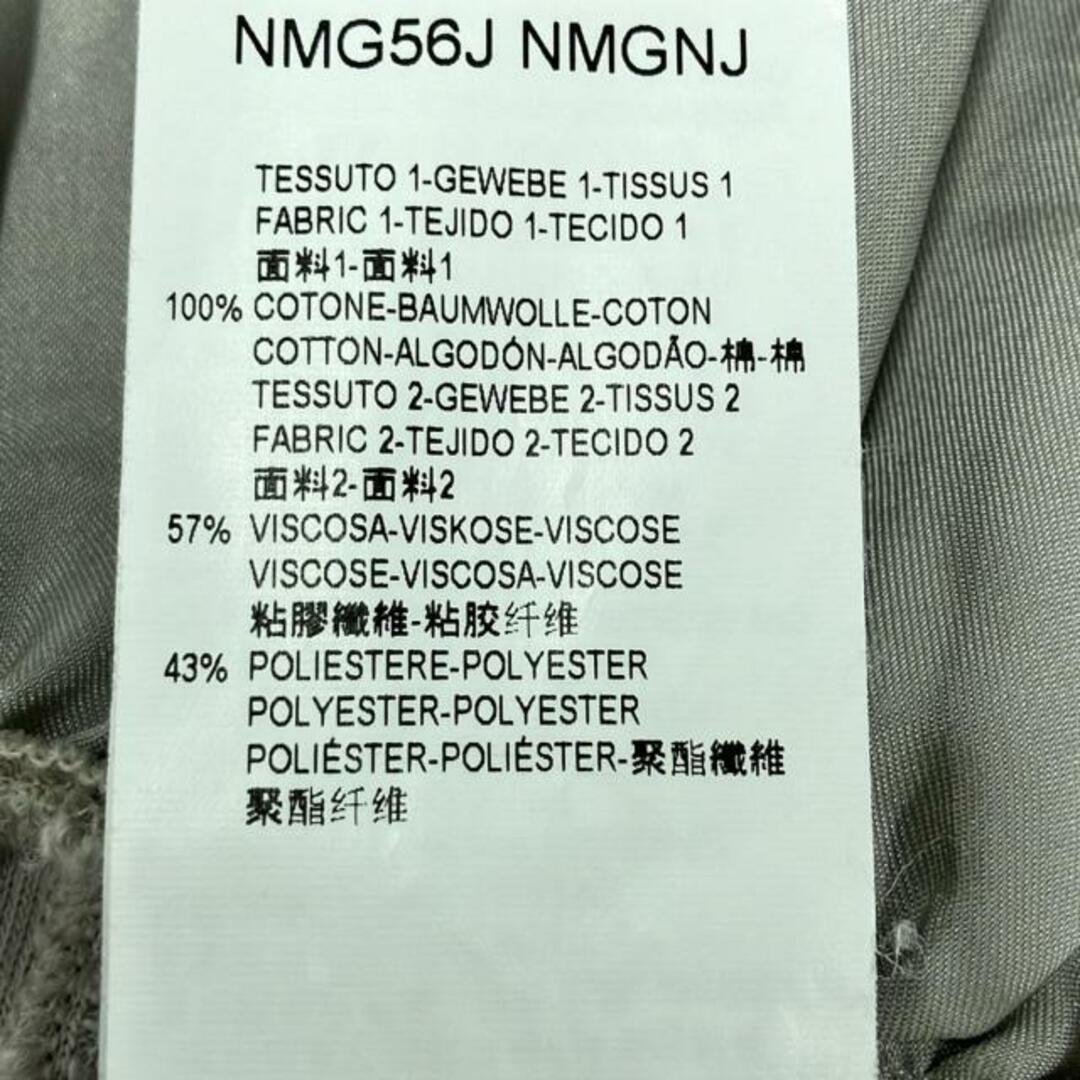 NMG56J NMGNJ
TESSUTO 1-GEWEBE 1-TISSUS 1
FABRIC 1-TEJIDO 1-TECIDO 1
面料1-面料1
100% COTONE-BAUMWOLLE-COTON
COTTON-ALGODÓN-ALGODÃO-棉-棉
TESSUTO 2-GEWEBE 2-TISSUS 2
FABRIC 2-TEJIDO 2-TECIDO 2
面料2-面料2
57% VISCOSA-VISKOSE-VISCOSE
VISCOSE-VISCOSA-VISCOSE
粘膠纖維-粘胶纤维
43% POLIESTERE-POLYESTER
POLYESTER-POLYESTER
POLIÉSTER-POLIÉSTER-聚酯纖維
聚酯纤维